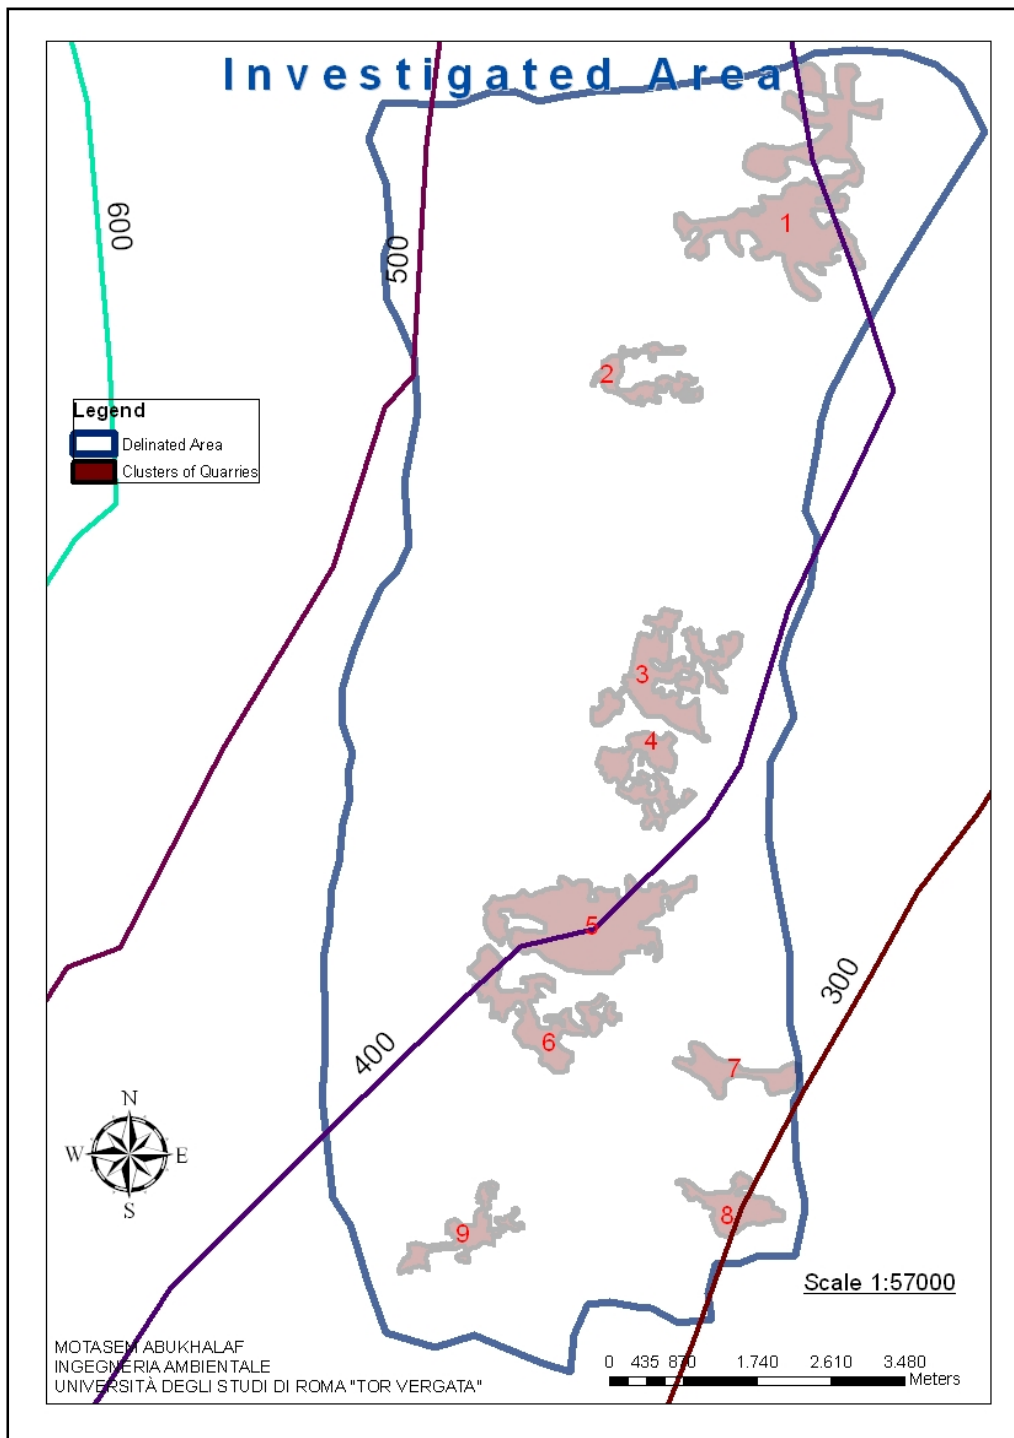 Investigated Area
600
500
1
2
Legend
Delinated Area
Clusters of Quarries
3
4
5
300
6
400
7
N
W E
S
8
9
Scale 1:57000
MOTASEM ABUKHALAF
INGEGNERIA AMBIENTALE
UNIVERSITÀ DEGLI STUDI DI ROMA "TOR VERGATA"
0 435 870 1.740 2.610 3.480
Meters